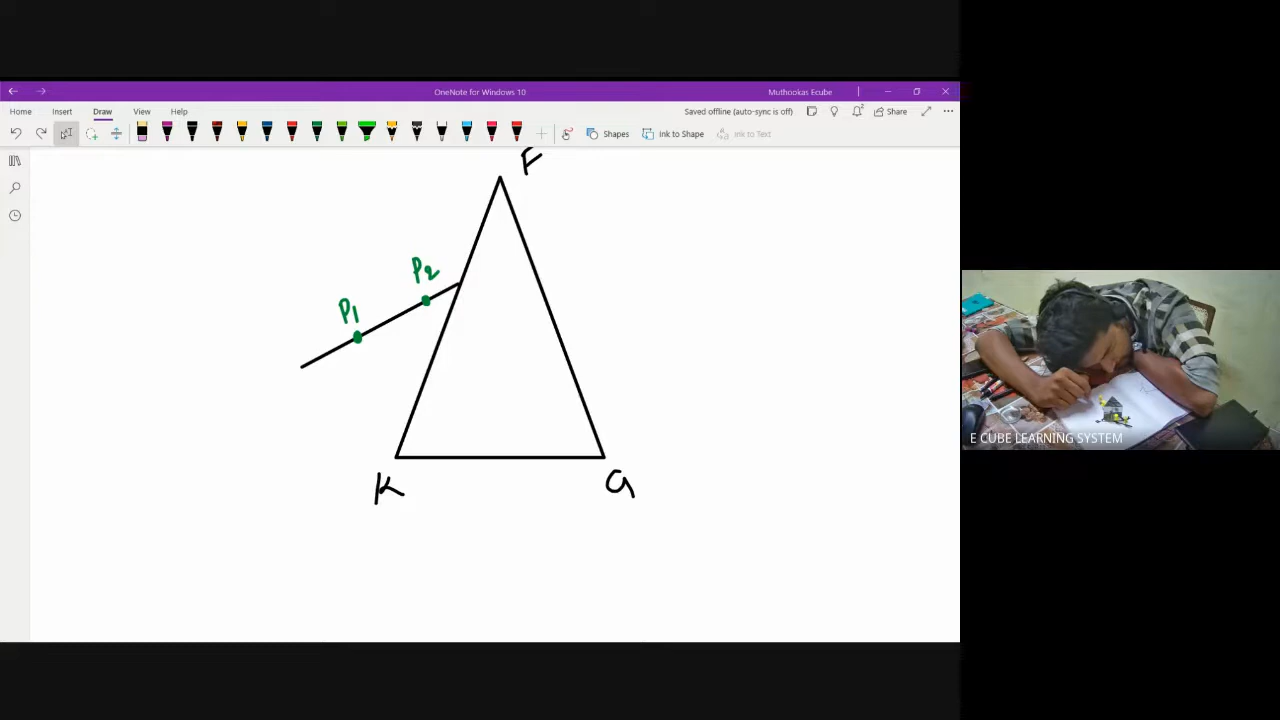 OneNote for Windows 10
Muthookas Ecube
Home Insert Draw View Help
Saved offline (auto-sync is off)
Share
Shapes
Ink to Shape
Ink to Text
F
P2
P1
K
G
E CUBE LEARNING SYSTEM